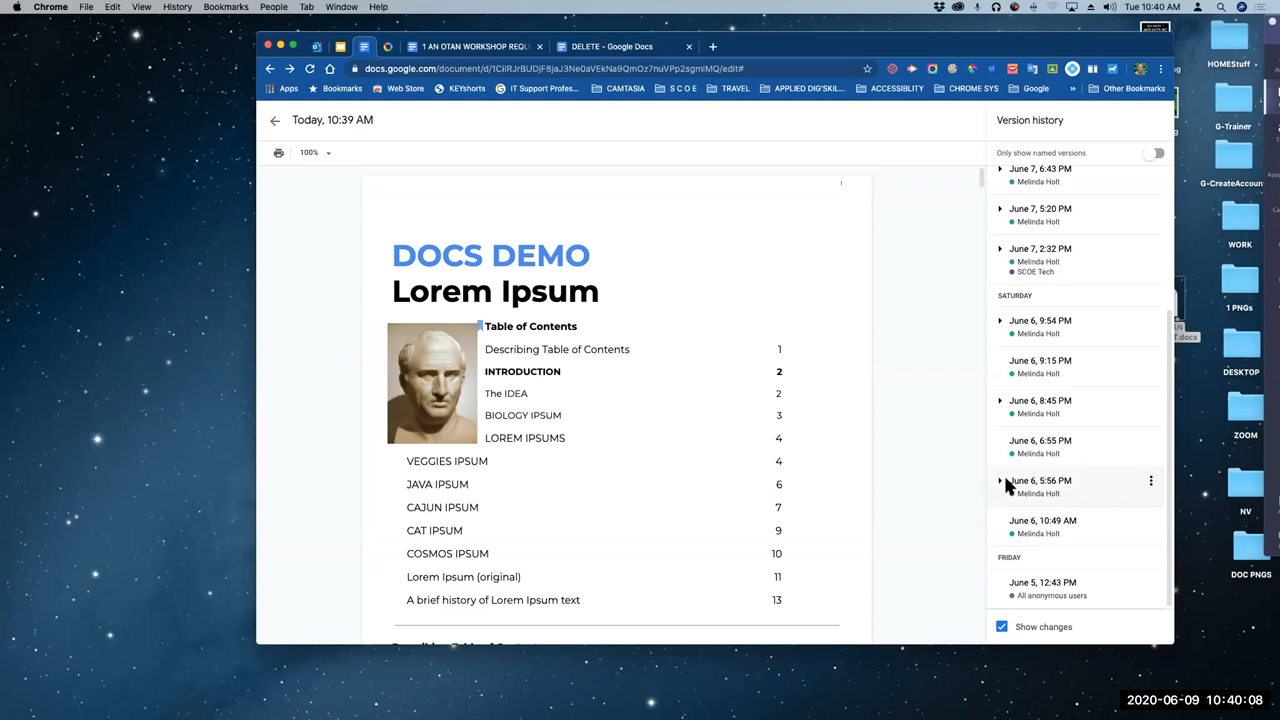 Chrome File Edit View History Bookmarks People Tab Window Help
Tue 10:40 AM
1 AN OTAN WORKSHOP REQU
DELETE - Google Docs
docs.google.com/document/d/1CilRJrBUDjF8jaJ3Ne0aVEkNa9QmOz7nuVPp2sgmIMQ/edit#
Apps Bookmarks Web Store KEYshorts IT Support Profes... CAMTASIA S C O E TRAVEL APPLIED DIG'SKIL... ACCESSIBLITY CHROME SYS Google » Other Bookmarks
Today, 10:39 AM
100%
1
DOCS DEMO
Lorem Ipsum
Table of Contents
Describing Table of Contents 1
INTRODUCTION 2
The IDEA 2
BIOLOGY IPSUM 3
LOREM IPSUMS 4
VEGGIES IPSUM 4
JAVA IPSUM 6
CAJUN IPSUM 7
CAT IPSUM 9
COSMOS IPSUM 10
Lorem Ipsum (original) 11
A brief history of Lorem Ipsum text 13
Version history
Only show named versions
June 7, 6:43 PM
Melinda Holt
June 7, 5:20 PM
Melinda Holt
June 7, 2:32 PM
Melinda Holt
SCOE Tech
SATURDAY
June 6, 9:54 PM
Melinda Holt
June 6, 9:15 PM
Melinda Holt
June 6, 8:45 PM
Melinda Holt
June 6, 6:55 PM
Melinda Holt
June 6, 5:56 PM
Melinda Holt
June 6, 10:49 AM
Melinda Holt
FRIDAY
June 5, 12:43 PM
All anonymous users
Show changes
HOMEStuff
G-Trainer
G-CreateAccoun
WORK
1 PNGs
DESKTOP
ZOOM
NV
DOC PNGS
f.docx
2020-06-09 10:40:08